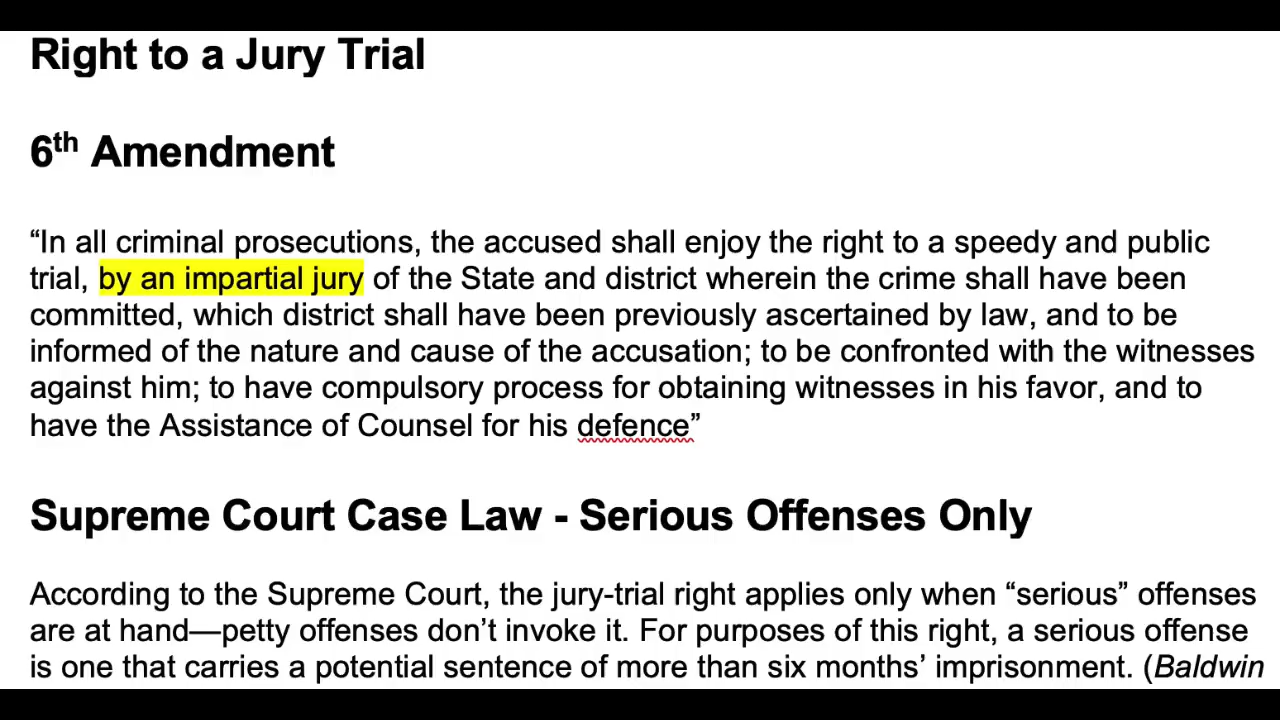 Right to a Jury Trial
6th Amendment
“In all criminal prosecutions, the accused shall enjoy the right to a speedy and public
trial, by an impartial jury of the State and district wherein the crime shall have been
committed, which district shall have been previously ascertained by law, and to be
informed of the nature and cause of the accusation; to be confronted with the witnesses
against him; to have compulsory process for obtaining witnesses in his favor, and to
have the Assistance of Counsel for his defence”
Supreme Court Case Law - Serious Offenses Only
According to the Supreme Court, the jury-trial right applies only when “serious” offenses
are at hand—petty offenses don’t invoke it. For purposes of this right, a serious offense
is one that carries a potential sentence of more than six months’ imprisonment. (Baldwin